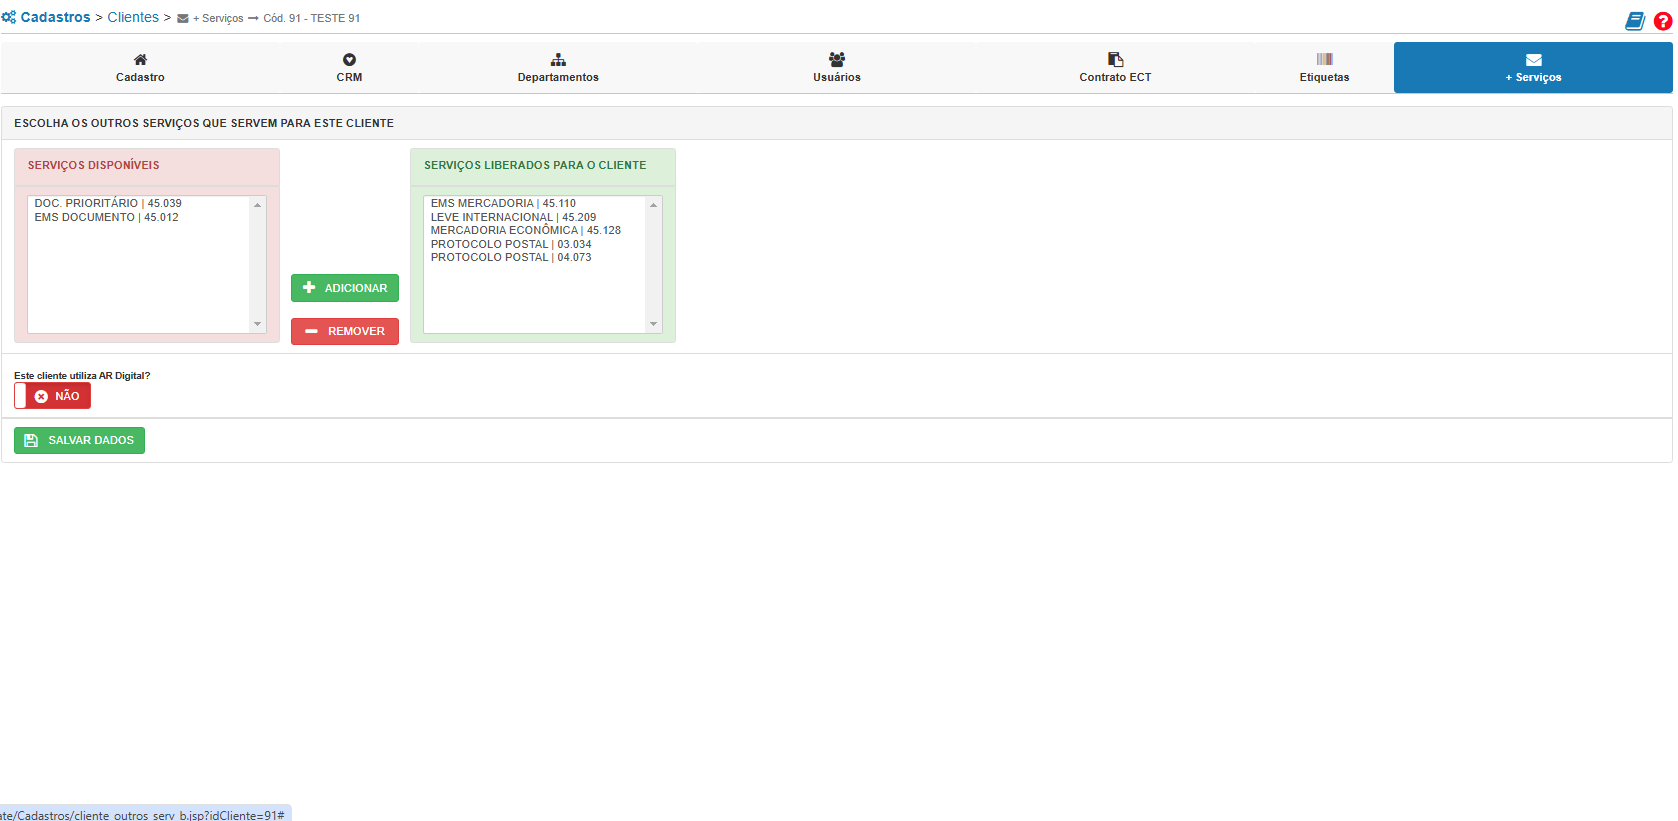 Cadastros > Clientes > + Serviços → Cód. 91 - TESTE 91
Cadastro
CRM
Departamentos
Usuários
Contrato ECT
Etiquetas
+ Serviços
ESCOLHA OS OUTROS SERVIÇOS QUE SERVEM PARA ESTE CLIENTE
SERVIÇOS DISPONÍVEIS
DOC. PRIORITÁRIO | 45.039
EMS DOCUMENTO | 45.012
ADICIONAR
REMOVER
SERVIÇOS LIBERADOS PARA O CLIENTE
EMS MERCADORIA | 45.110
LEVE INTERNACIONAL | 45.209
MERCADORIA ECONÔMICA | 45.128
PROTOCOLO POSTAL | 03.034
PROTOCOLO POSTAL | 04.073
Este cliente utiliza AR Digital?
NÃO
SALVAR DADOS
ate/Cadastros/cliente_outros_serv_b.jsp?idCliente=91#